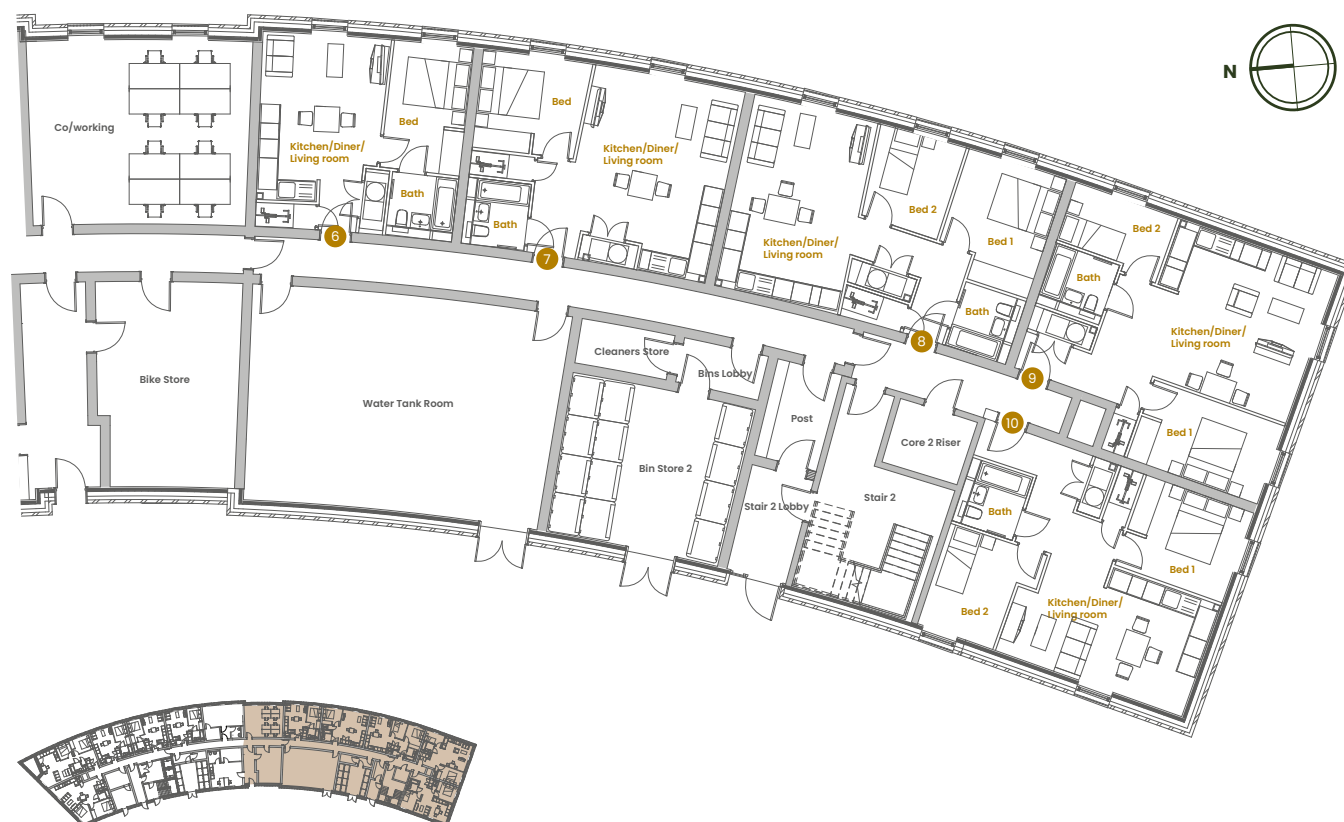 N
Co/working
Kitchen/Diner/
Living room
Bed
Bath
6
Bed
Kitchen/Diner/
Living room
Bath
7
Kitchen/Diner/
Living room
Bed 2
Bed 1
Bath
8
Bed 2
Bath
Kitchen/Diner/
Living room
Bed 1
9
10
Bike Store
Water Tank Room
Cleaners Store
Bins Lobby
Bin Store 2
Post
Stair 2 Lobby
Stair 2
Core 2 Riser
Bath
Bed 1
Bed 2
Kitchen/Diner/
Living room